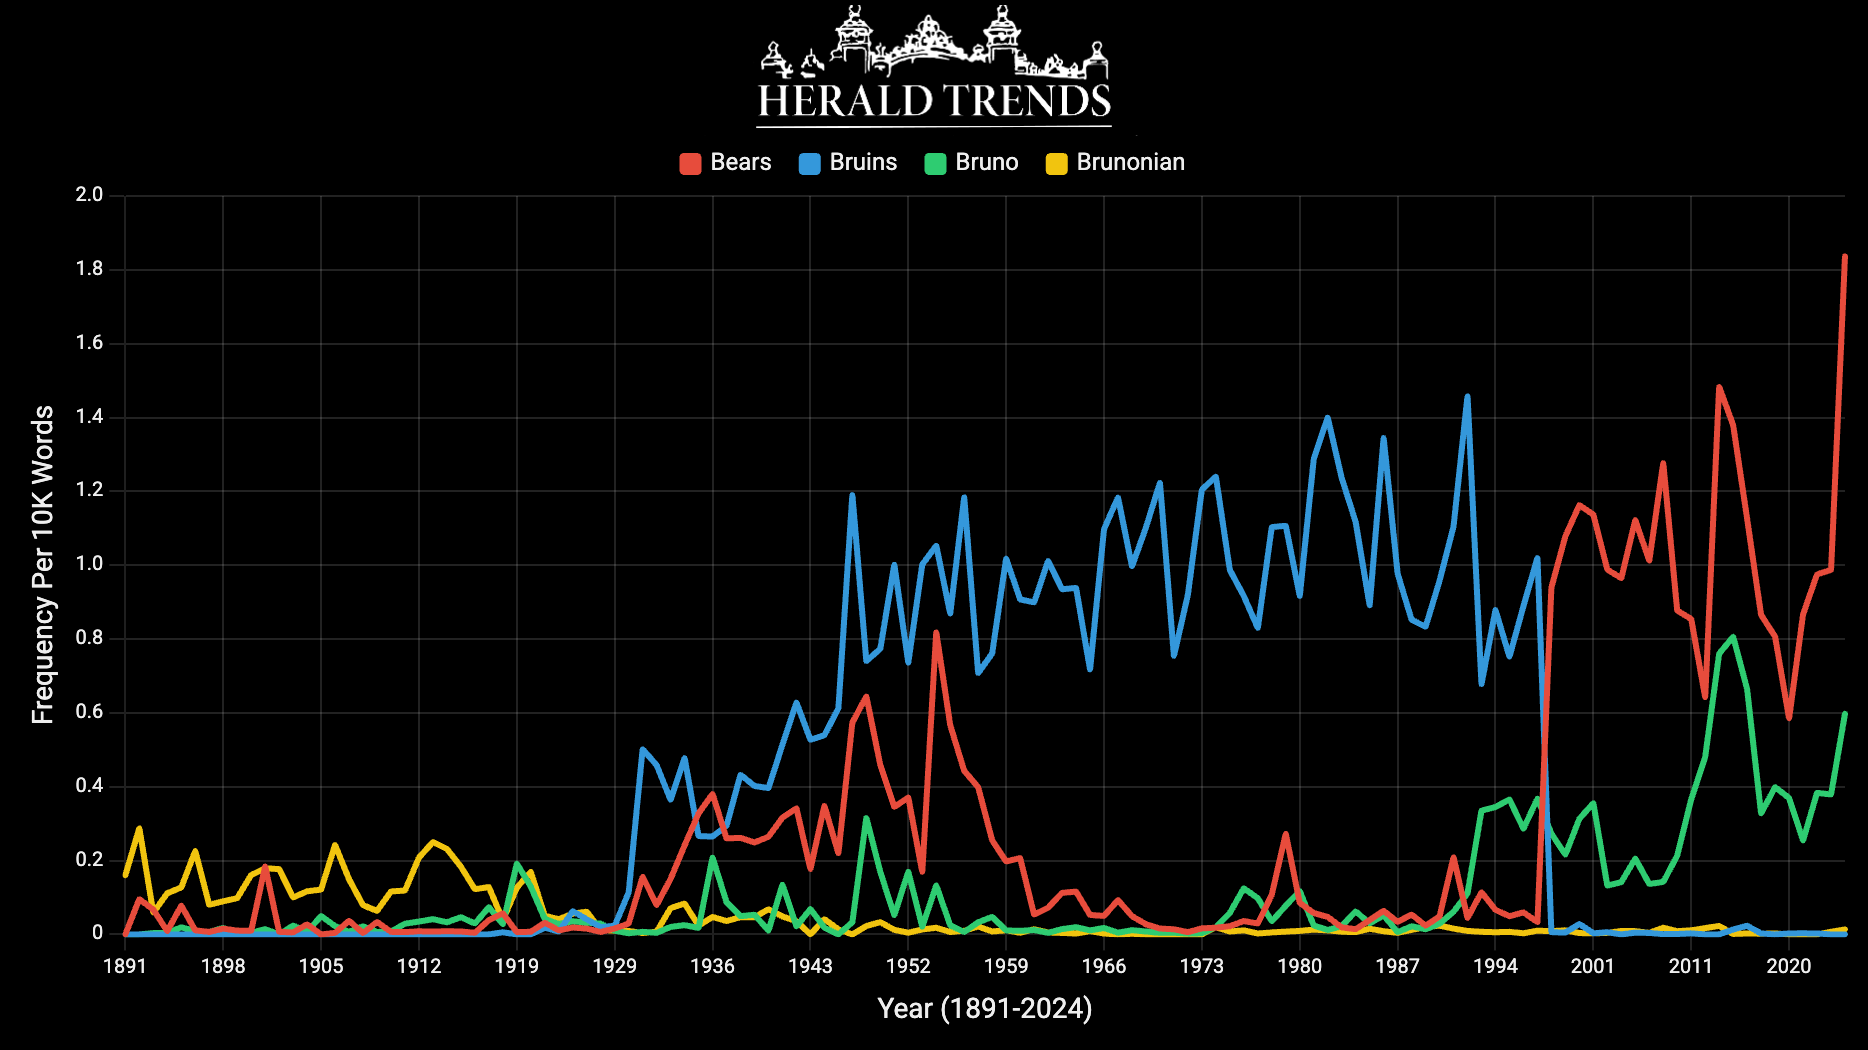 HERALD TRENDS
Bears Bruins Bruno Brunonian
2.0
1.8
1.6
1.4
1.2
1.0
0.8
0.6
0.4
0.2
0
Frequency Per 10K Words
1891 1898 1905 1912 1919 1929 1936 1943 1952 1959 1966 1973 1980 1987 1994 2001 2011 2020
Year (1891-2024)